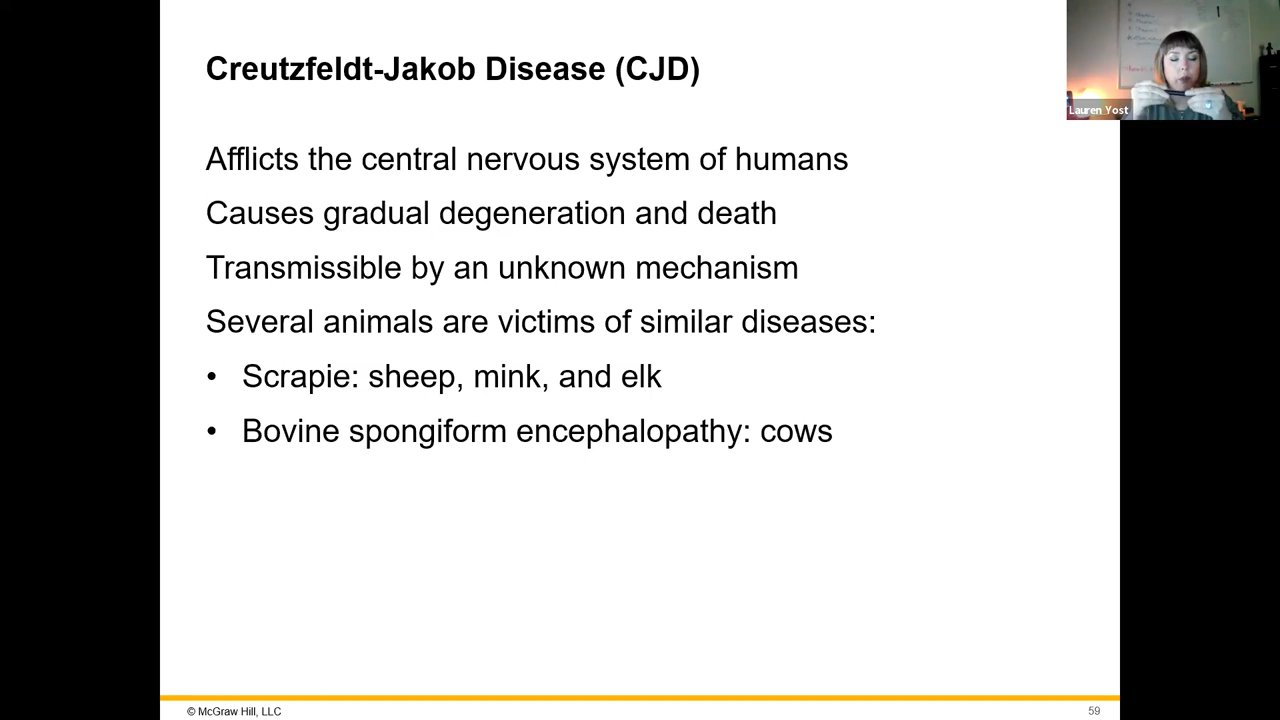 Creutzfeldt-Jakob Disease (CJD)
Lauren Yost
Afflicts the central nervous system of humans
Causes gradual degeneration and death
Transmissible by an unknown mechanism
Several animals are victims of similar diseases:
• Scrapie: sheep, mink, and elk
• Bovine spongiform encephalopathy: cows
© McGraw Hill, LLC
59